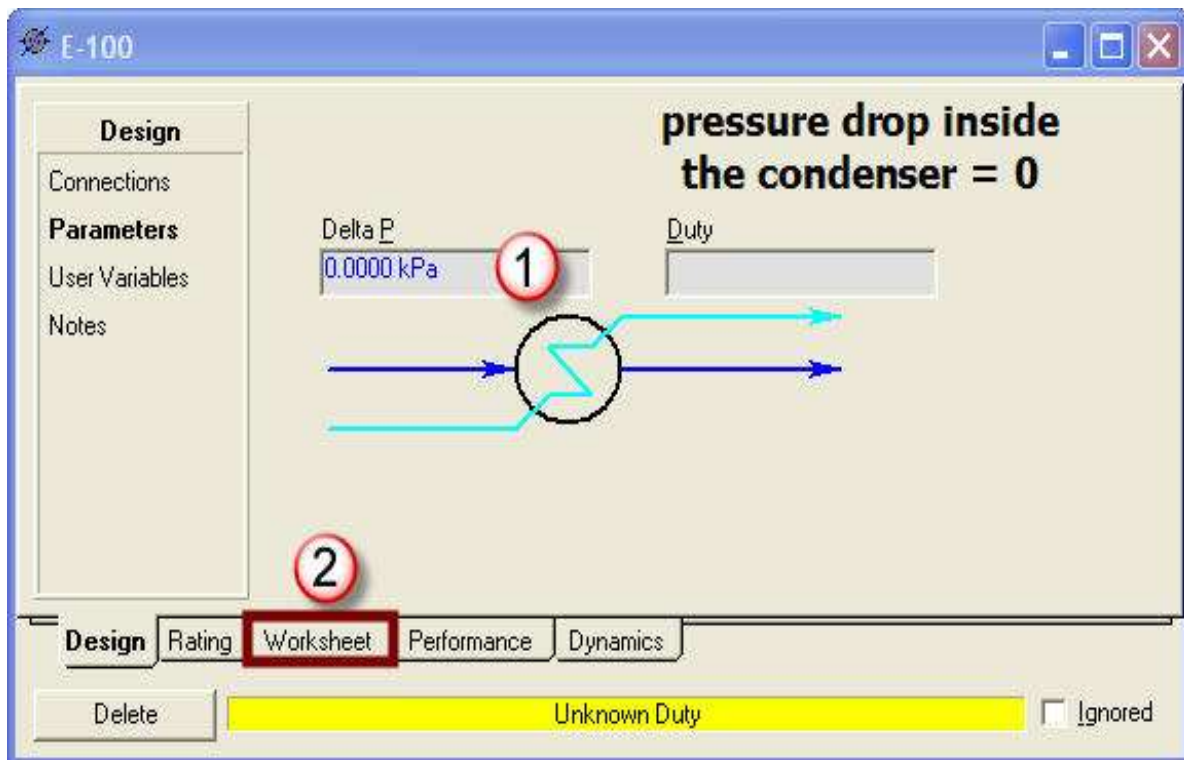 E-100
pressure drop inside
the condenser = 0
Design
Connections
Parameters
User Variables
Notes
Delta P
Duty
0.0000 kPa
1
2
Design
Rating
Worksheet
Performance
Dynamics
Delete
Unknown Duty
Ignored